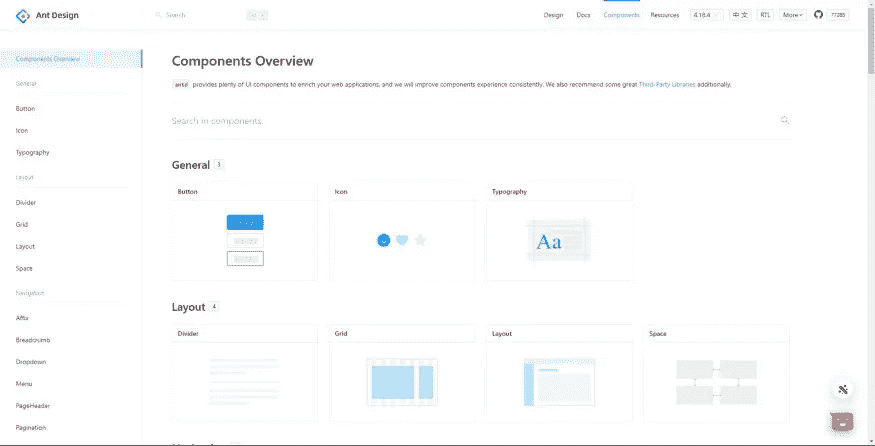 Ant Design
Search
Design
Docs
Components
Resources
4.18.4
中 文
RTL
More
77285
Components Overview
General
Button
Icon
Typography
Layout
Divider
Grid
Layout
Space
Navigation
Affix
Breadcrumb
Dropdown
Menu
PageHeader
Pagination
Components Overview
antd provides plenty of UI components to enrich your web applications, and we will improve components experience consistently. We also recommend some great Third-Party Libraries additionally.
Search in components
General 3
Button
Icon
Typography
Aa
Layout 4
Divider
Grid
Layout
Space